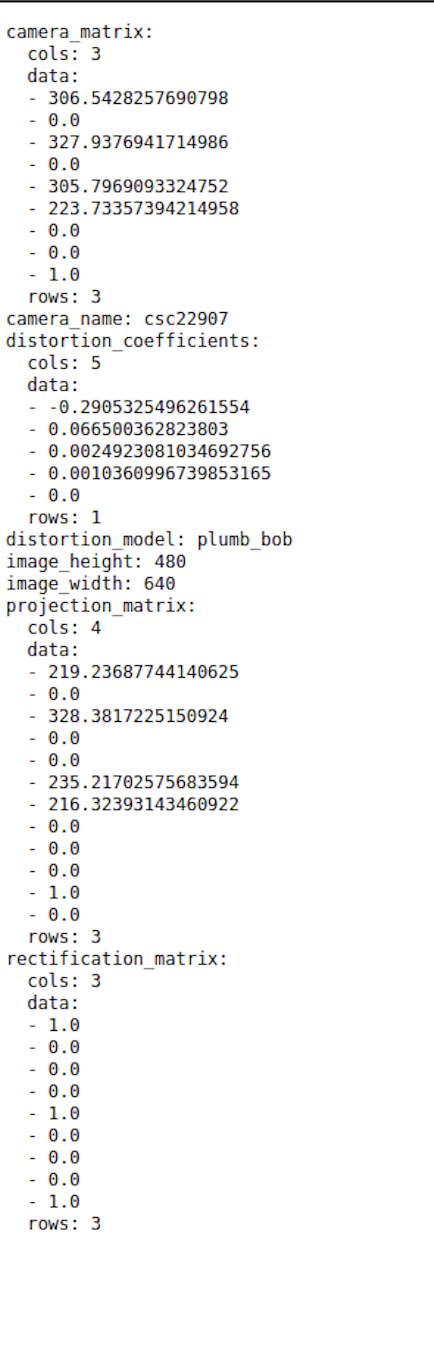 camera_matrix:
  cols: 3
  data:
  - 306.5428257690798
  - 0.0
  - 327.9376941714986
  - 0.0
  - 305.7969093324752
  - 223.73357394214958
  - 0.0
  - 0.0
  - 1.0
  rows: 3
camera_name: csc22907
distortion_coefficients:
  cols: 5
  data:
  - -0.2905325496261554
  - 0.066500362823803
  - 0.0024923081034692756
  - 0.0010360996739853165
  - 0.0
  rows: 1
distortion_model: plumb_bob
image_height: 480
image_width: 640
projection_matrix:
  cols: 4
  data:
  - 219.23687744140625
  - 0.0
  - 328.3817225150924
  - 0.0
  - 0.0
  - 235.21702575683594
  - 216.32393143460922
  - 0.0
  - 0.0
  - 0.0
  - 1.0
  - 0.0
  rows: 3
rectification_matrix:
  cols: 3
  data:
  - 1.0
  - 0.0
  - 0.0
  - 0.0
  - 1.0
  - 0.0
  - 0.0
  - 0.0
  - 1.0
  rows: 3